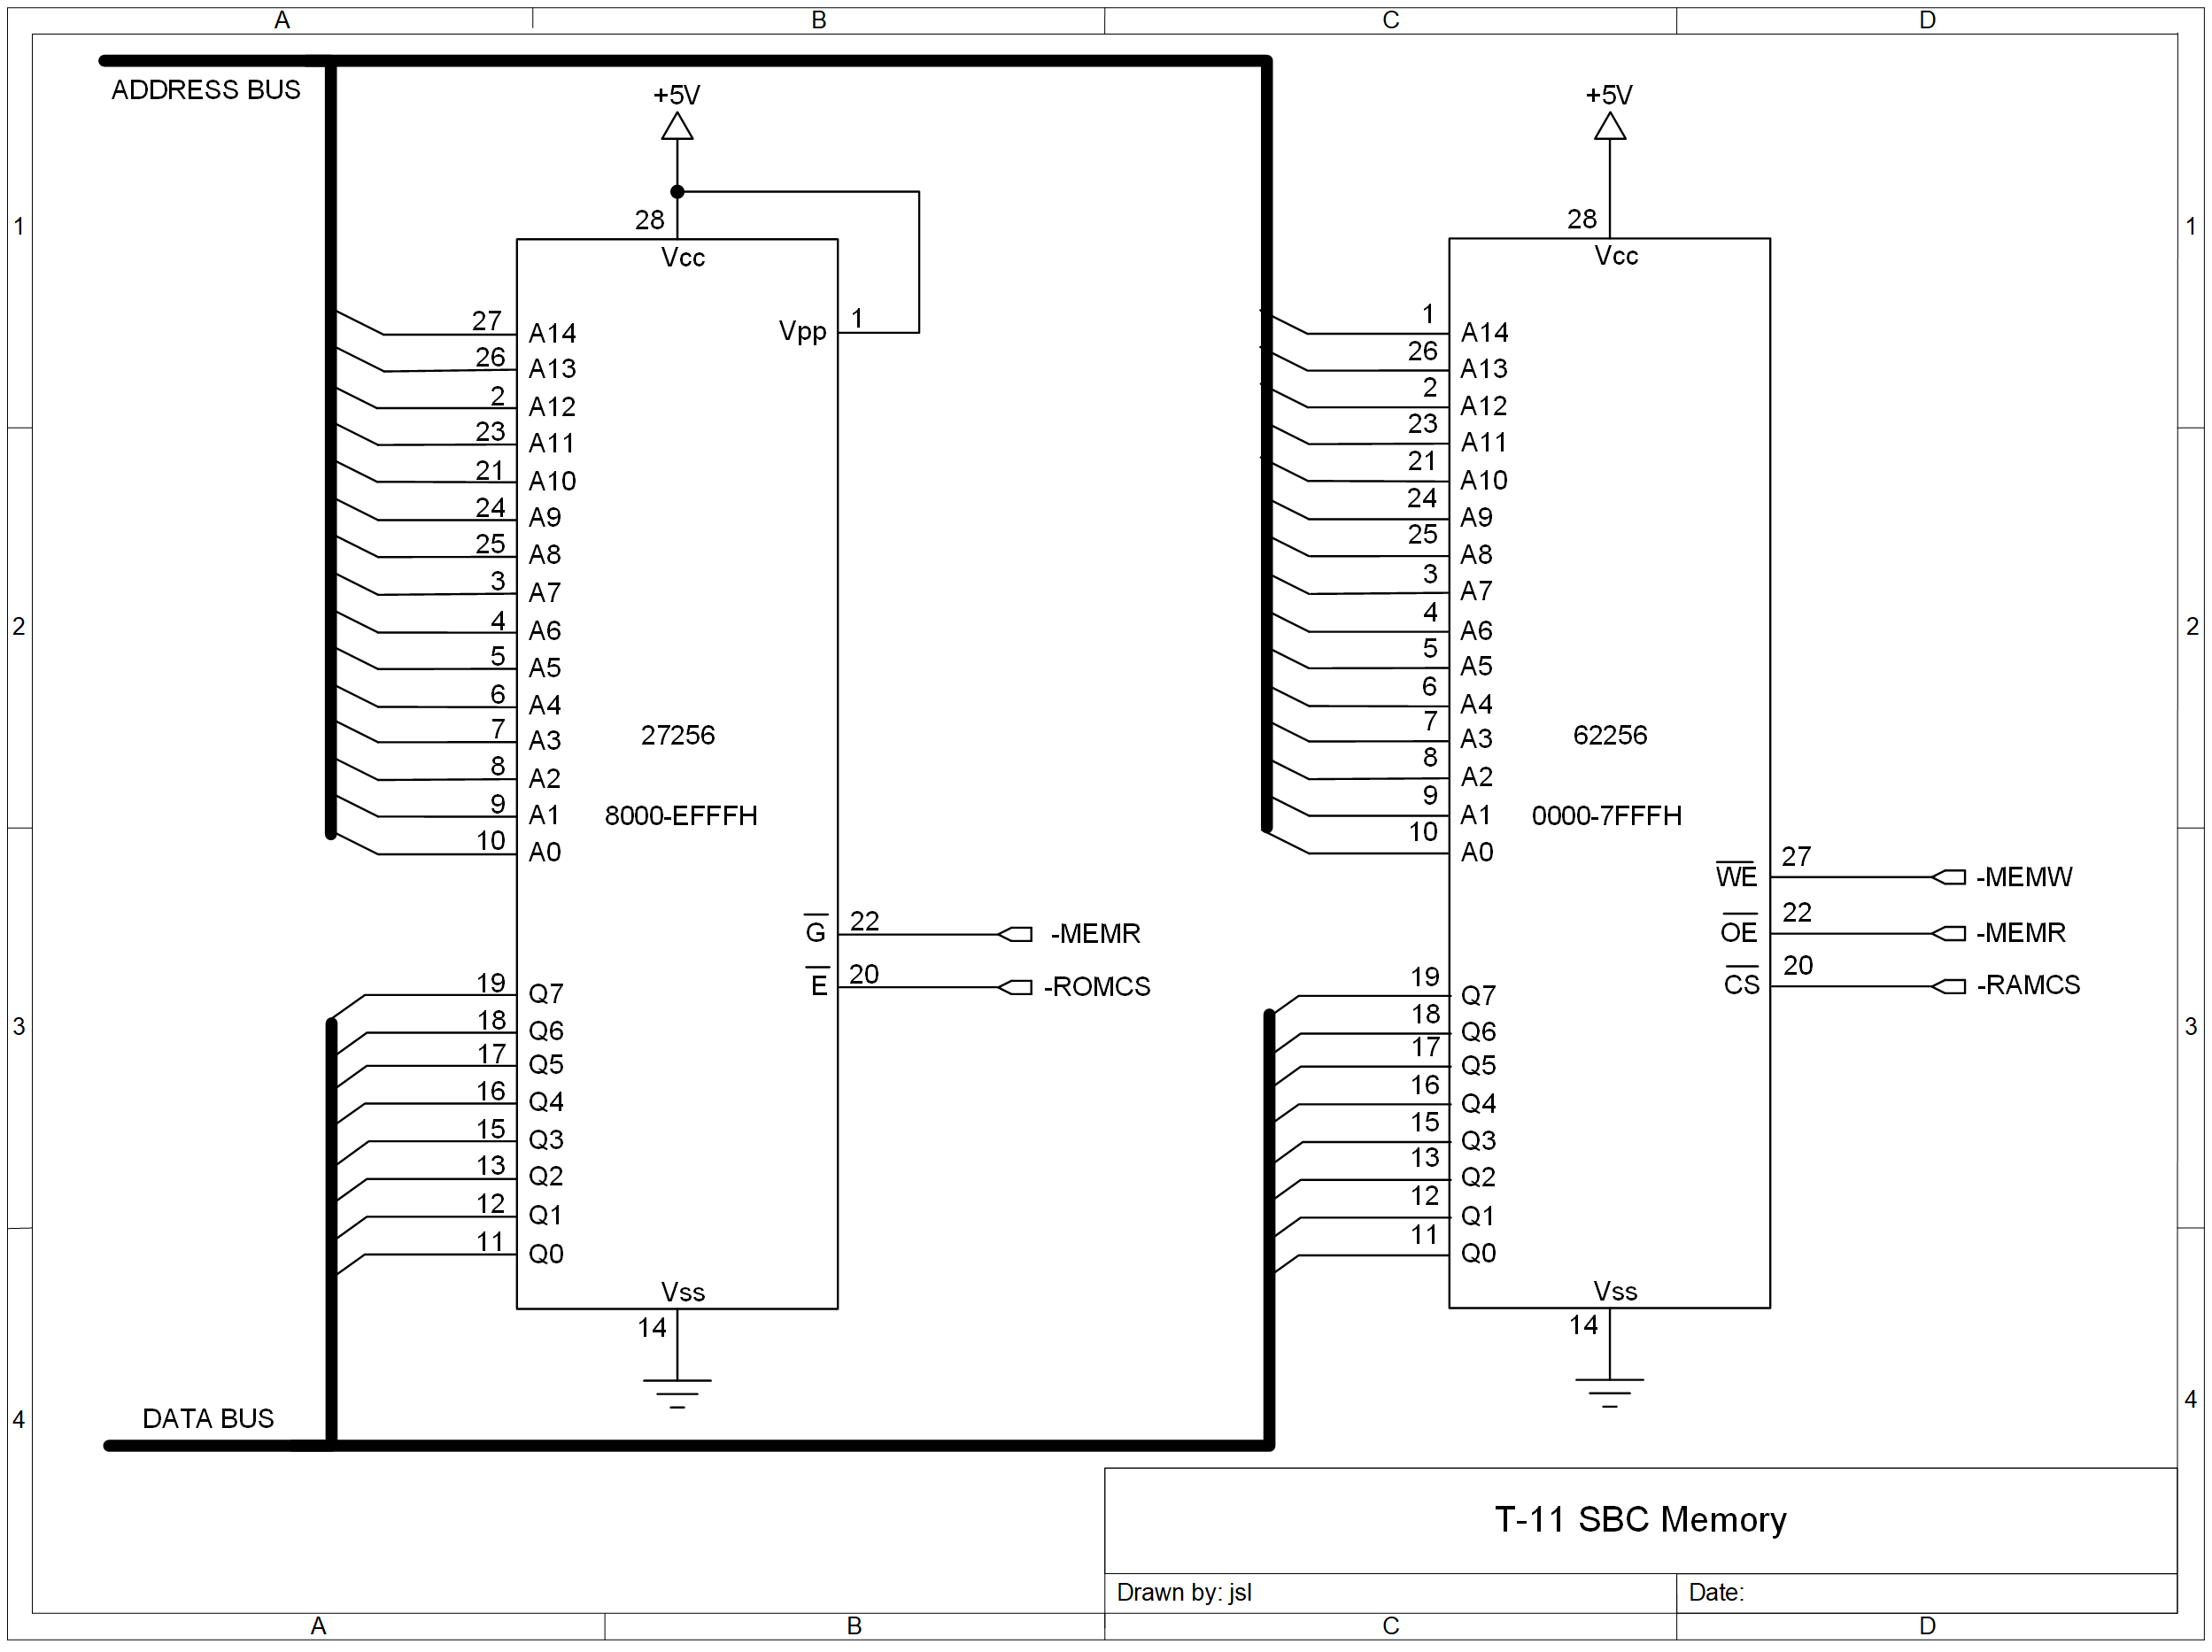 A B C D
ADDRESS BUS
+5V
+5V
1
28
28
1
Vcc
Vcc
27 A14
Vpp 1
1 A14
26 A13
26 A13
2 A12
2 A12
23 A11
23 A11
21 A10
21 A10
24 A9
24 A9
25 A8
25 A8
3 A7
3 A7
2
4 A6
4 A6
2
5 A5
5 A5
6 A4
6 A4
7 A3
7 A3
27256
62256
8 A2
8 A2
9 A1
8000-EFFFH
9 A1
0000-7FFFH
10 A0
10 A0
WE 27 -MEMW
G 22 -MEMR
OE 22 -MEMR
E 20 -ROMCS
CS 20 -RAMCS
19 Q7
19 Q7
3
18 Q6
18 Q6
3
17 Q5
17 Q5
16 Q4
16 Q4
15 Q3
15 Q3
13 Q2
13 Q2
12 Q1
12 Q1
11 Q0
11 Q0
Vss
Vss
14
14
4
DATA BUS
4
T-11 SBC Memory
Drawn by: jsl
Date:
A B C D